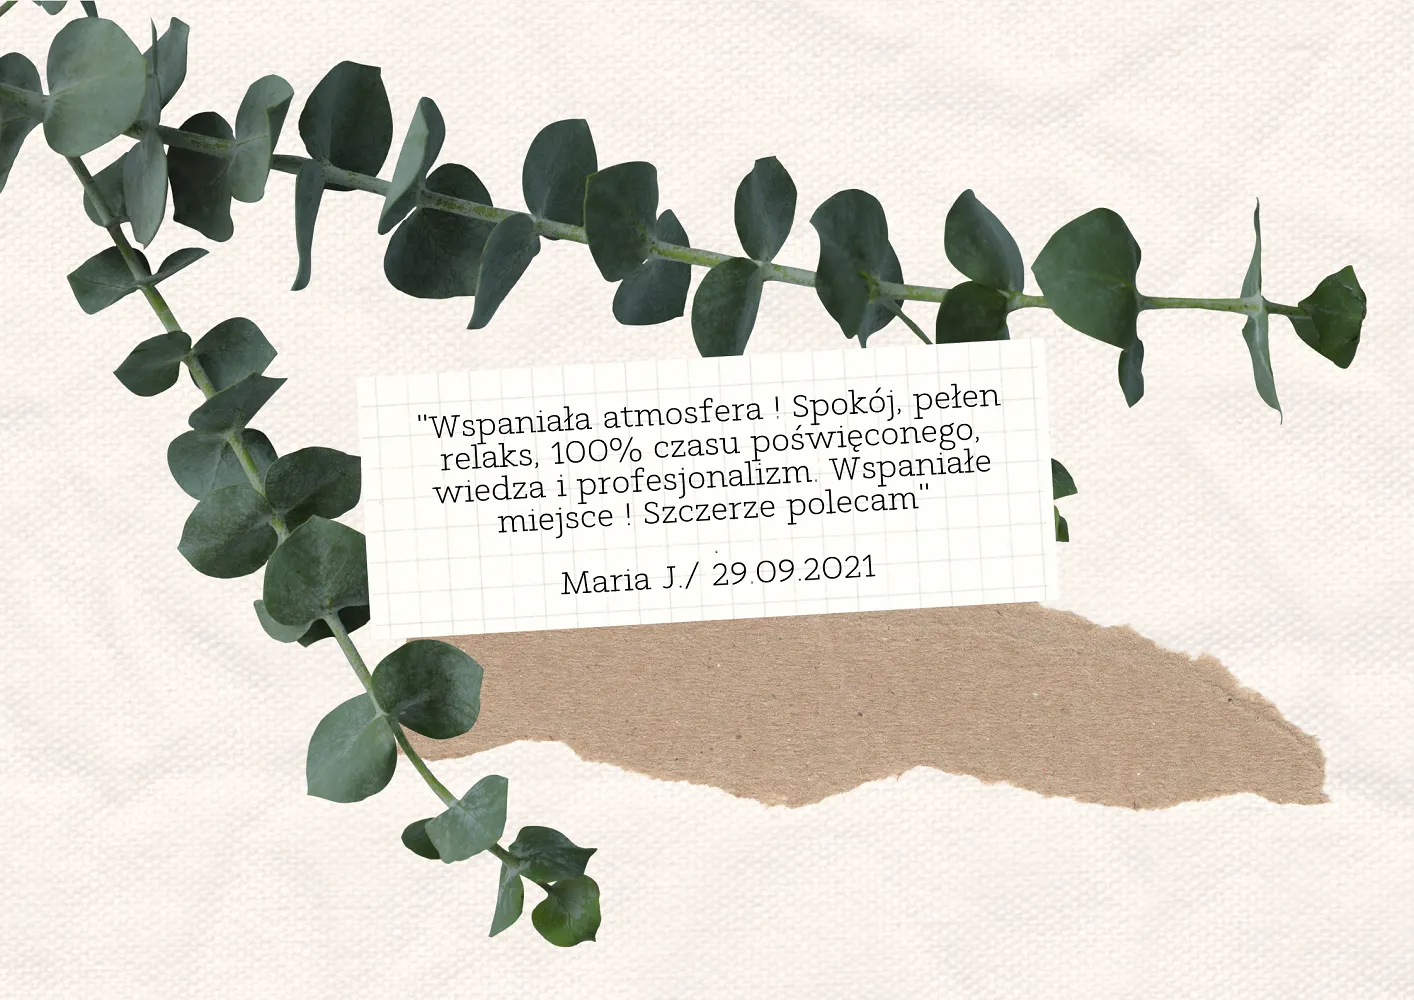 "Wspaniała atmosfera ! Spokój, pełen
relaks, 100% czasu poświęconego,
wiedza i profesjonalizm. Wspaniałe
miejsce ! Szczerze polecam"
Maria J./ 29.09.2021